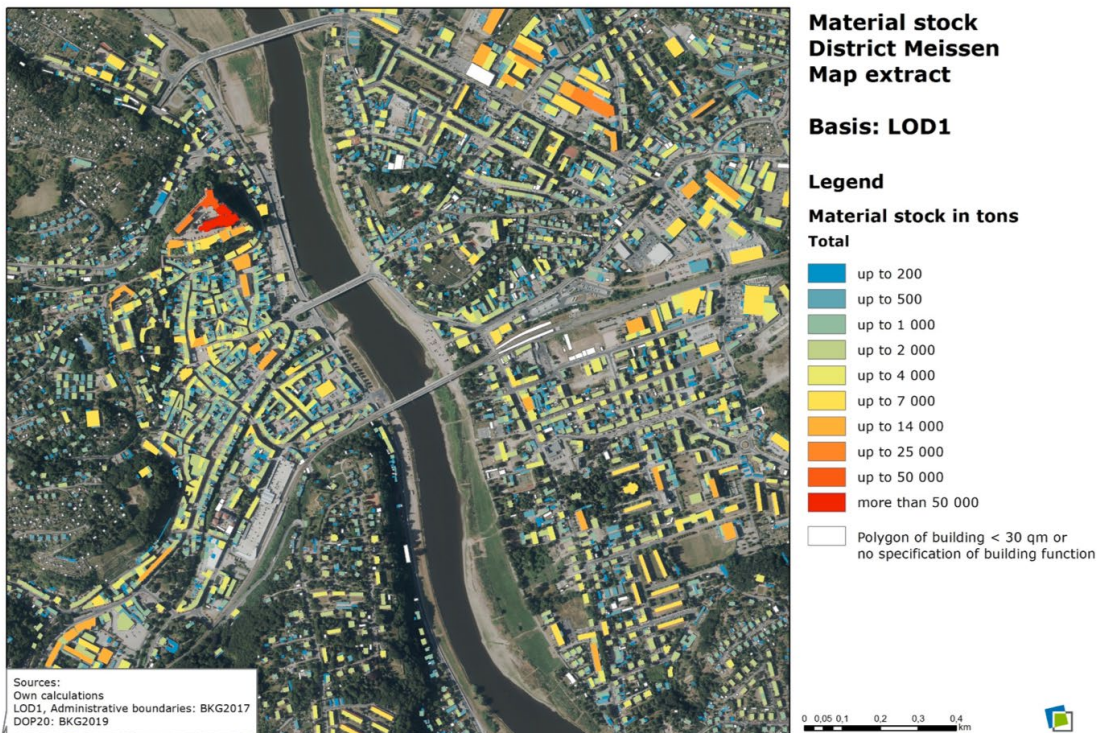 Material stock
District Meissen
Map extract
Basis: LOD1
Legend
Material stock in tons
Total
up to 200
up to 500
up to 1 000
up to 2 000
up to 4 000
up to 7 000
up to 14 000
up to 25 000
up to 50 000
more than 50 000
Polygon of building < 30 qm or
no specification of building function
Sources:
Own calculations
LOD1, Administrative boundaries: BKG2017
DOP20: BKG2019
0 0,05 0,1 0,2 0,3 0,4
km